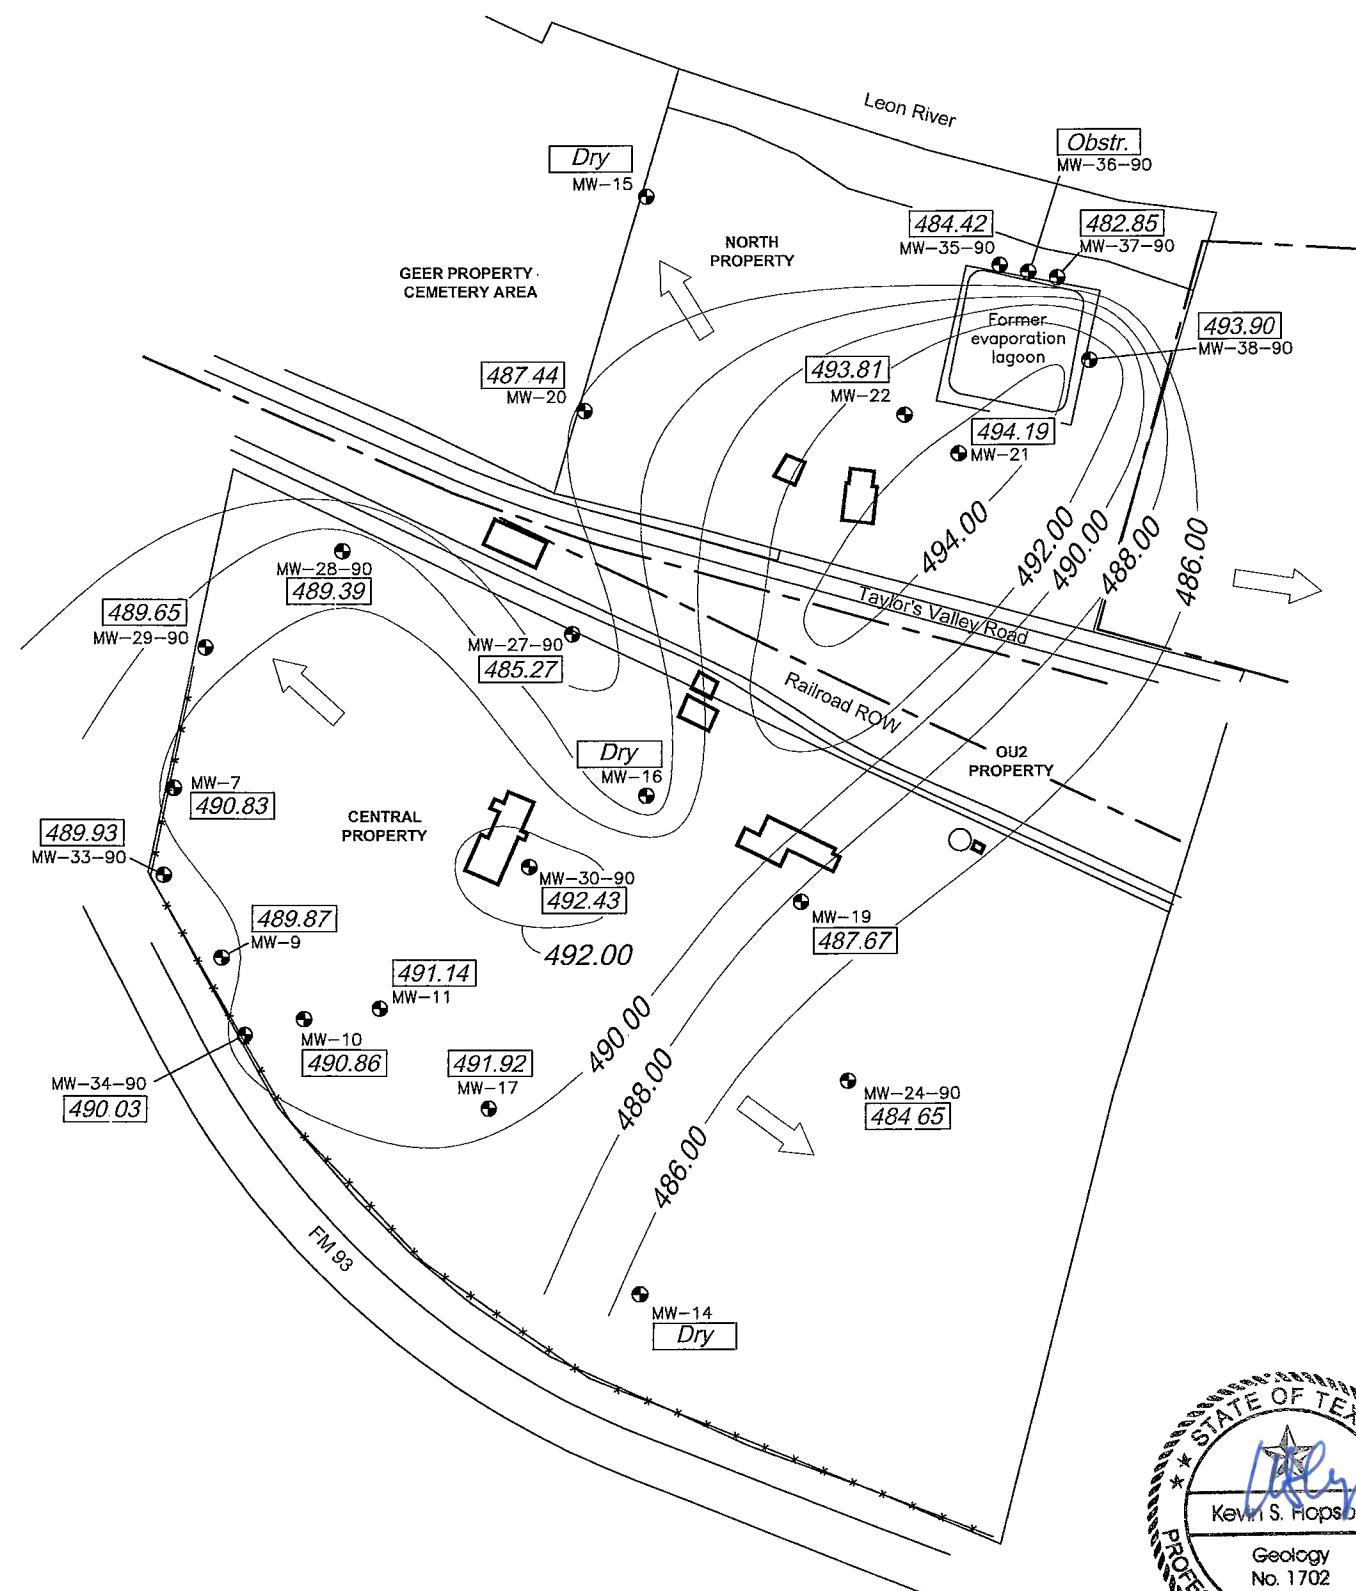 Leon River
Obstr.
MW-36-90
Dry
MW-15
484.42
MW-35-90
482.85
MW-37-90
NORTH
PROPERTY
GEER PROPERTY
CEMETERY AREA
Former
evaporation
lagoon
493.90
MW-38-90
487.44
MW-20
493.81
MW-22
494.19
MW-21
494.00
492.00
490.00
488.00
486.00
MW-28-90
489.39
489.65
MW-29-90
MW-27-90
485.27
Taylor's Valley Road
Railroad ROW
OU2
PROPERTY
Dry
MW-16
MW-7
490.83
CENTRAL
PROPERTY
489.93
MW-33-90
MW-30-90
492.43
492.00
MW-19
487.67
489.87
MW-9
491.14
MW-11
MW-10
490.86
491.92
MW-17
490.00
488.00
486.00
MW-34-90
490.03
MW-24-90
484.65
FM 93
MW-14
Dry
STATE OF TEX
Kevin S. Hopso
Geology
No. 1702
PROFE